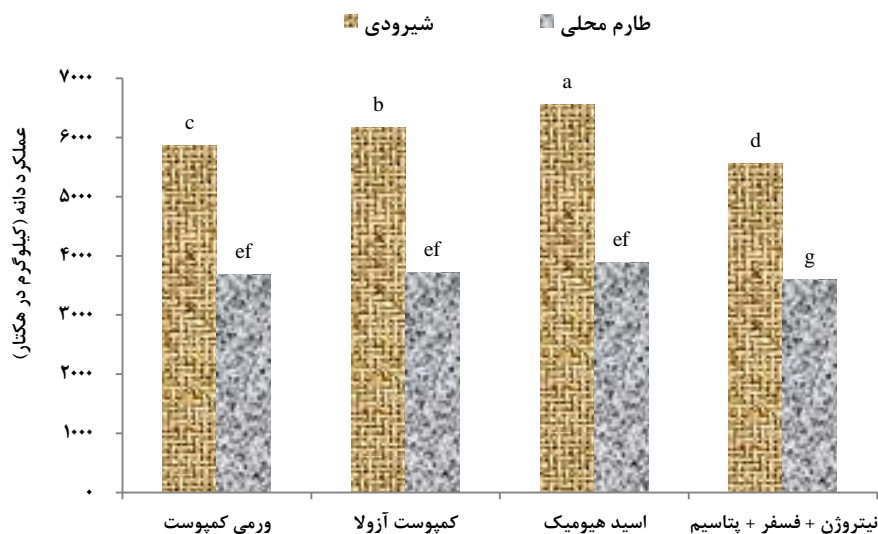 شیرودی
طارم محلی
عملکرد دانه (کیلوگرم در هکتار)
۷۰۰۰
۶۰۰۰
۵۰۰۰
۴۰۰۰
۳۰۰۰
۲۰۰۰
۱۰۰۰
۰
c
ef
b
ef
a
ef
d
g
ورمی کمپوست
کمپوست آزولا
اسید هیومیک
نیتروژن + فسفر + پتاسیم